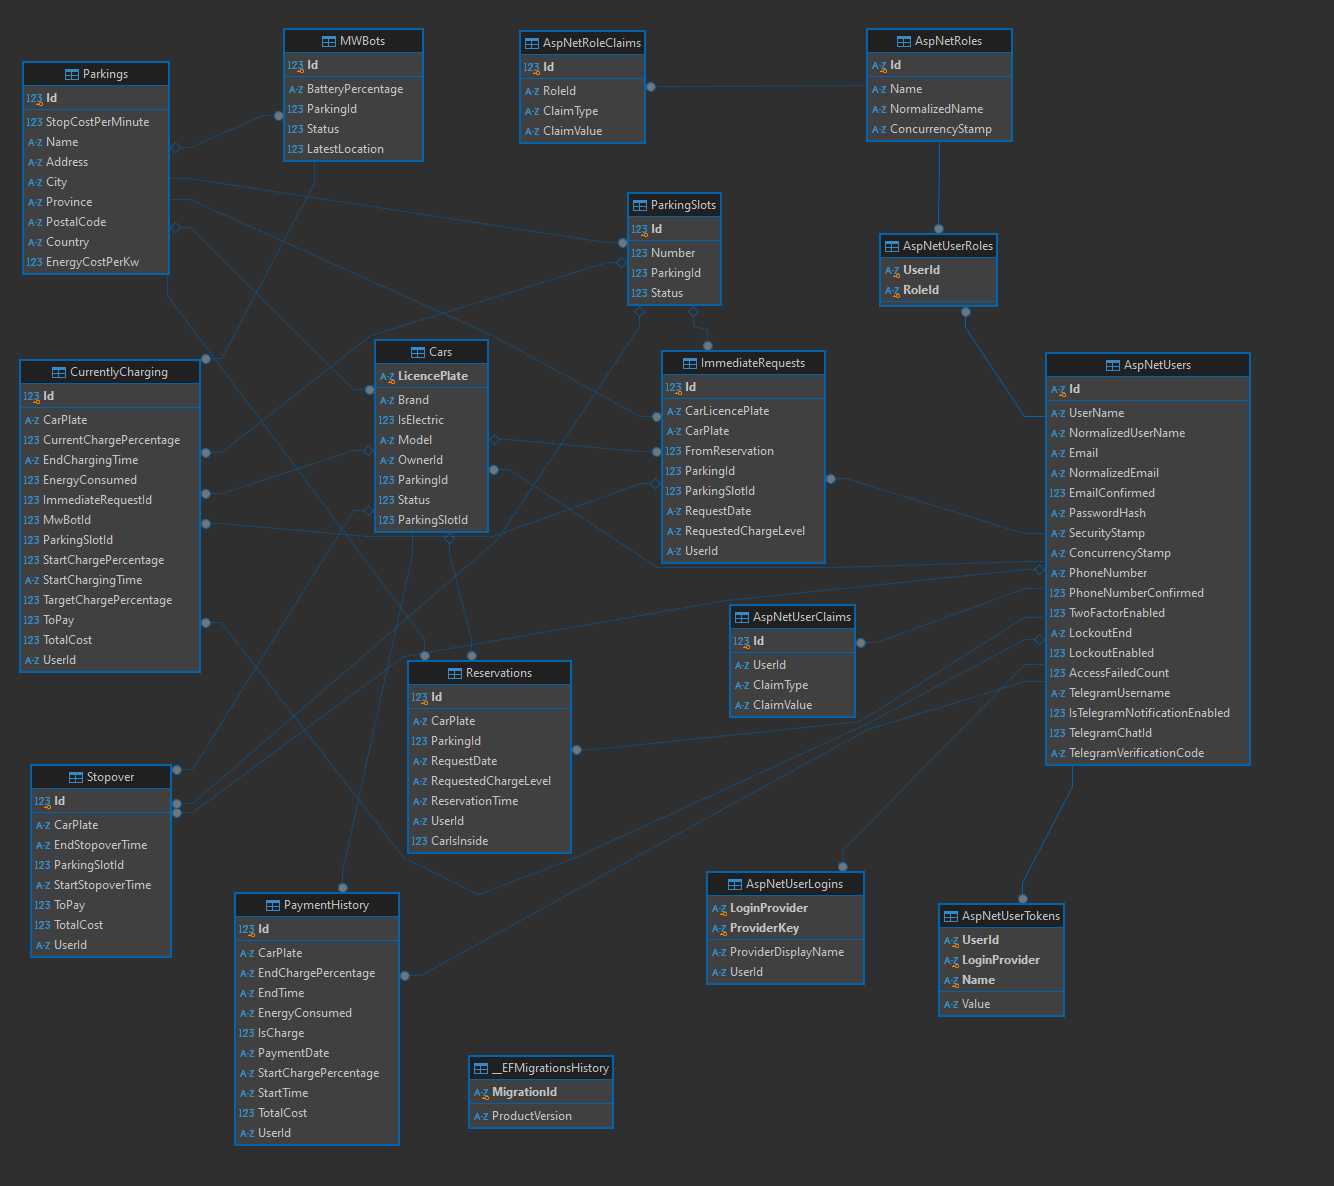 Parkings
123 Id
123 StopCostPerMinute
A-Z Name
A-Z Address
A-Z City
A-Z Province
A-Z PostalCode
A-Z Country
123 EnergyCostPerKw
MWBots
123 Id
A-Z BatteryPercentage
123 ParkingId
123 Status
123 LatestLocation
AspNetRoleClaims
123 Id
A-Z RoleId
A-Z ClaimType
A-Z ClaimValue
AspNetRoles
A-Z Id
A-Z Name
A-Z NormalizedName
A-Z ConcurrencyStamp
ParkingSlots
123 Id
123 Number
123 ParkingId
123 Status
AspNetUserRoles
A-Z UserId
A-Z RoleId
CurrentlyCharging
123 Id
A-Z CarPlate
123 CurrentChargePercentage
A-Z EndChargingTime
123 EnergyConsumed
123 ImmediateRequestId
123 MwBotId
123 ParkingSlotId
123 StartChargePercentage
A-Z StartChargingTime
123 TargetChargePercentage
123 ToPay
123 TotalCost
A-Z UserId
Cars
A-Z LicencePlate
A-Z Brand
123 IsElectric
A-Z Model
A-Z OwnerId
123 ParkingId
123 Status
123 ParkingSlotId
ImmediateRequests
123 Id
A-Z CarLicencePlate
A-Z CarPlate
123 FromReservation
123 ParkingId
123 ParkingSlotId
A-Z RequestDate
A-Z RequestedChargeLevel
A-Z UserId
AspNetUsers
A-Z Id
A-Z UserName
A-Z NormalizedUserName
A-Z Email
A-Z NormalizedEmail
123 EmailConfirmed
A-Z PasswordHash
A-Z SecurityStamp
A-Z ConcurrencyStamp
A-Z PhoneNumber
123 PhoneNumberConfirmed
123 TwoFactorEnabled
A-Z LockoutEnd
123 LockoutEnabled
123 AccessFailedCount
A-Z TelegramUsername
123 IsTelegramNotificationEnabled
123 TelegramChatId
A-Z TelegramVerificationCode
AspNetUserClaims
123 Id
A-Z UserId
A-Z ClaimType
A-Z ClaimValue
Reservations
123 Id
A-Z CarPlate
123 ParkingId
A-Z RequestDate
A-Z RequestedChargeLevel
A-Z ReservationTime
A-Z UserId
123 CarIsInside
Stopover
123 Id
A-Z CarPlate
A-Z EndStopoverTime
123 ParkingSlotId
A-Z StartStopoverTime
123 ToPay
123 TotalCost
A-Z UserId
PaymentHistory
123 Id
A-Z CarPlate
A-Z EndChargePercentage
A-Z EndTime
A-Z EnergyConsumed
123 IsCharge
A-Z PaymentDate
A-Z StartChargePercentage
A-Z StartTime
123 TotalCost
A-Z UserId
AspNetUserLogins
A-Z LoginProvider
A-Z ProviderKey
A-Z ProviderDisplayName
A-Z UserId
AspNetUserTokens
A-Z UserId
A-Z LoginProvider
A-Z Name
A-Z Value
__EFMigrationsHistory
A-Z MigrationId
A-Z ProductVersion